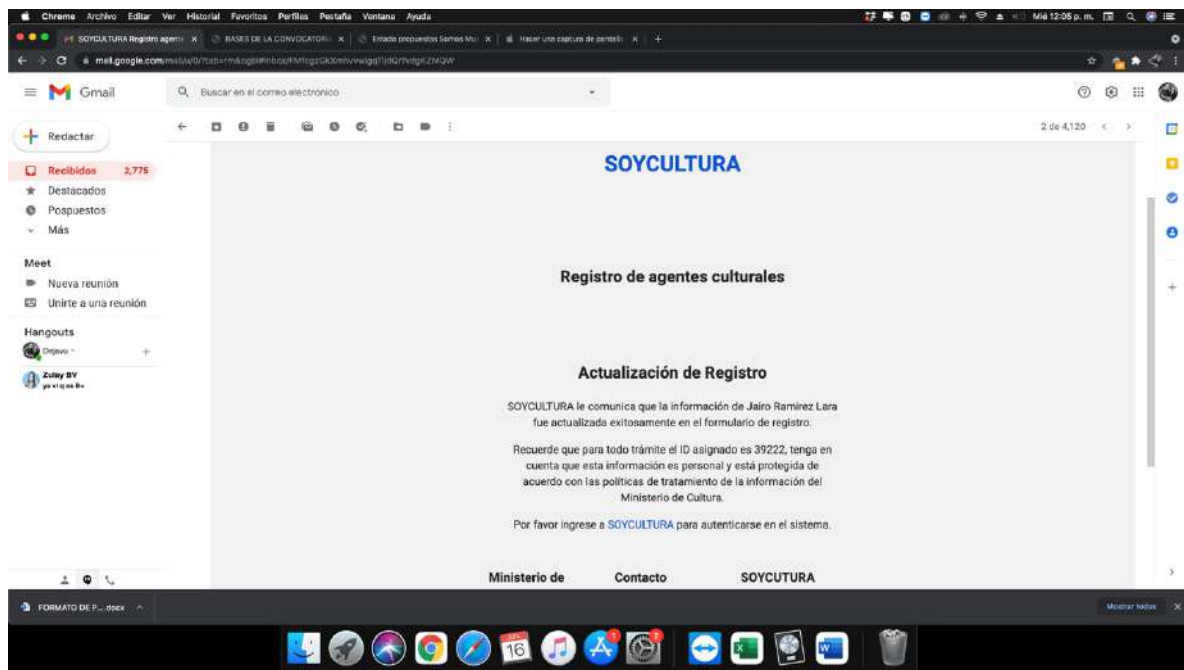 Chrome Archivo Editar Ver Historial Favoritos Perfiles Pestaña Ventana Ayuda
Mié 12:05 p. m.
SOYCULTURA Registro agente
BASES DE LA CONVOCATORI
Estado propuestas Somos Mu
Hacer una captura de pantall
mail.google.com
Gmail
Buscar en el correo electrónico
Redactar
2 de 4,120
Recibidos 2,775
Destacados
Pospuestos
Más
Meet
Nueva reunión
Unirte a una reunión
Hangouts
Zulay BV
SOYCULTURA
Registro de agentes culturales
Actualización de Registro
SOYCULTURA le comunica que la información de Jairo Ramirez Lara
fue actualizada exitosamente en el formulario de registro.
Recuerde que para todo trámite el ID asignado es 39222, tenga en
cuenta que esta información es personal y está protegida de
acuerdo con las políticas de tratamiento de la información del
Ministerio de Cultura.
Por favor ingrese a SOYCULTURA para autenticarse en el sistema.
Ministerio de Contacto SOYCUTURA
FORMATO DE P....docx
Mostrar todos
16